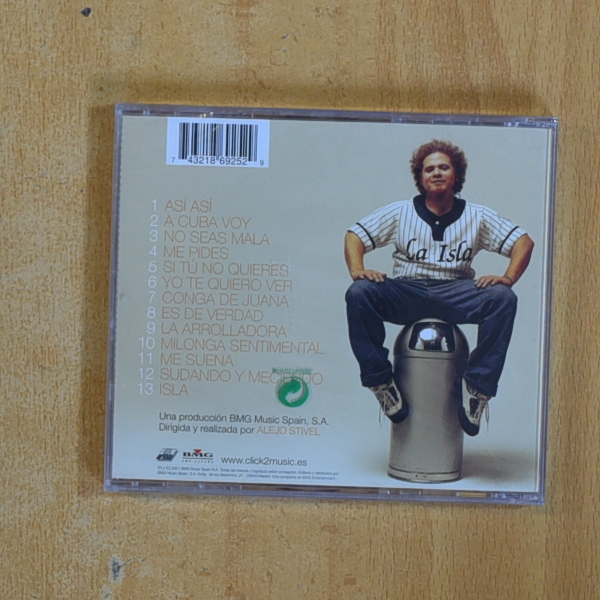 7 43218 69252 9
1 ASÍ ASÍ
2 A CUBA VOY
3 NO SEAS MALA
4 ME PIDES
5 SI TÚ NO QUIERES
6 YO TE QUIERO VER
7 CONGA DE JUANA
8 ES DE VERDAD
9 LA ARROLLADORA
10 MILONGA SENTIMENTAL
11 ME SUENA
12 SUDANDO Y MECIENDO
13 ISLA
La Isla
Una producción BMG Music Spain, S.A.
Dirigida y realizada por ALEJO STIVEL
BMG
www.click2music.es